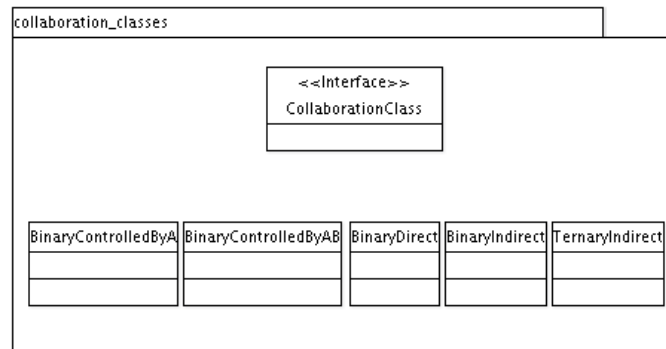 collaboration_classes
<<Interface>>
CollaborationClass
BinaryControlledByA
BinaryControlledByAB
BinaryDirect
BinaryIndirect
TernaryIndirect